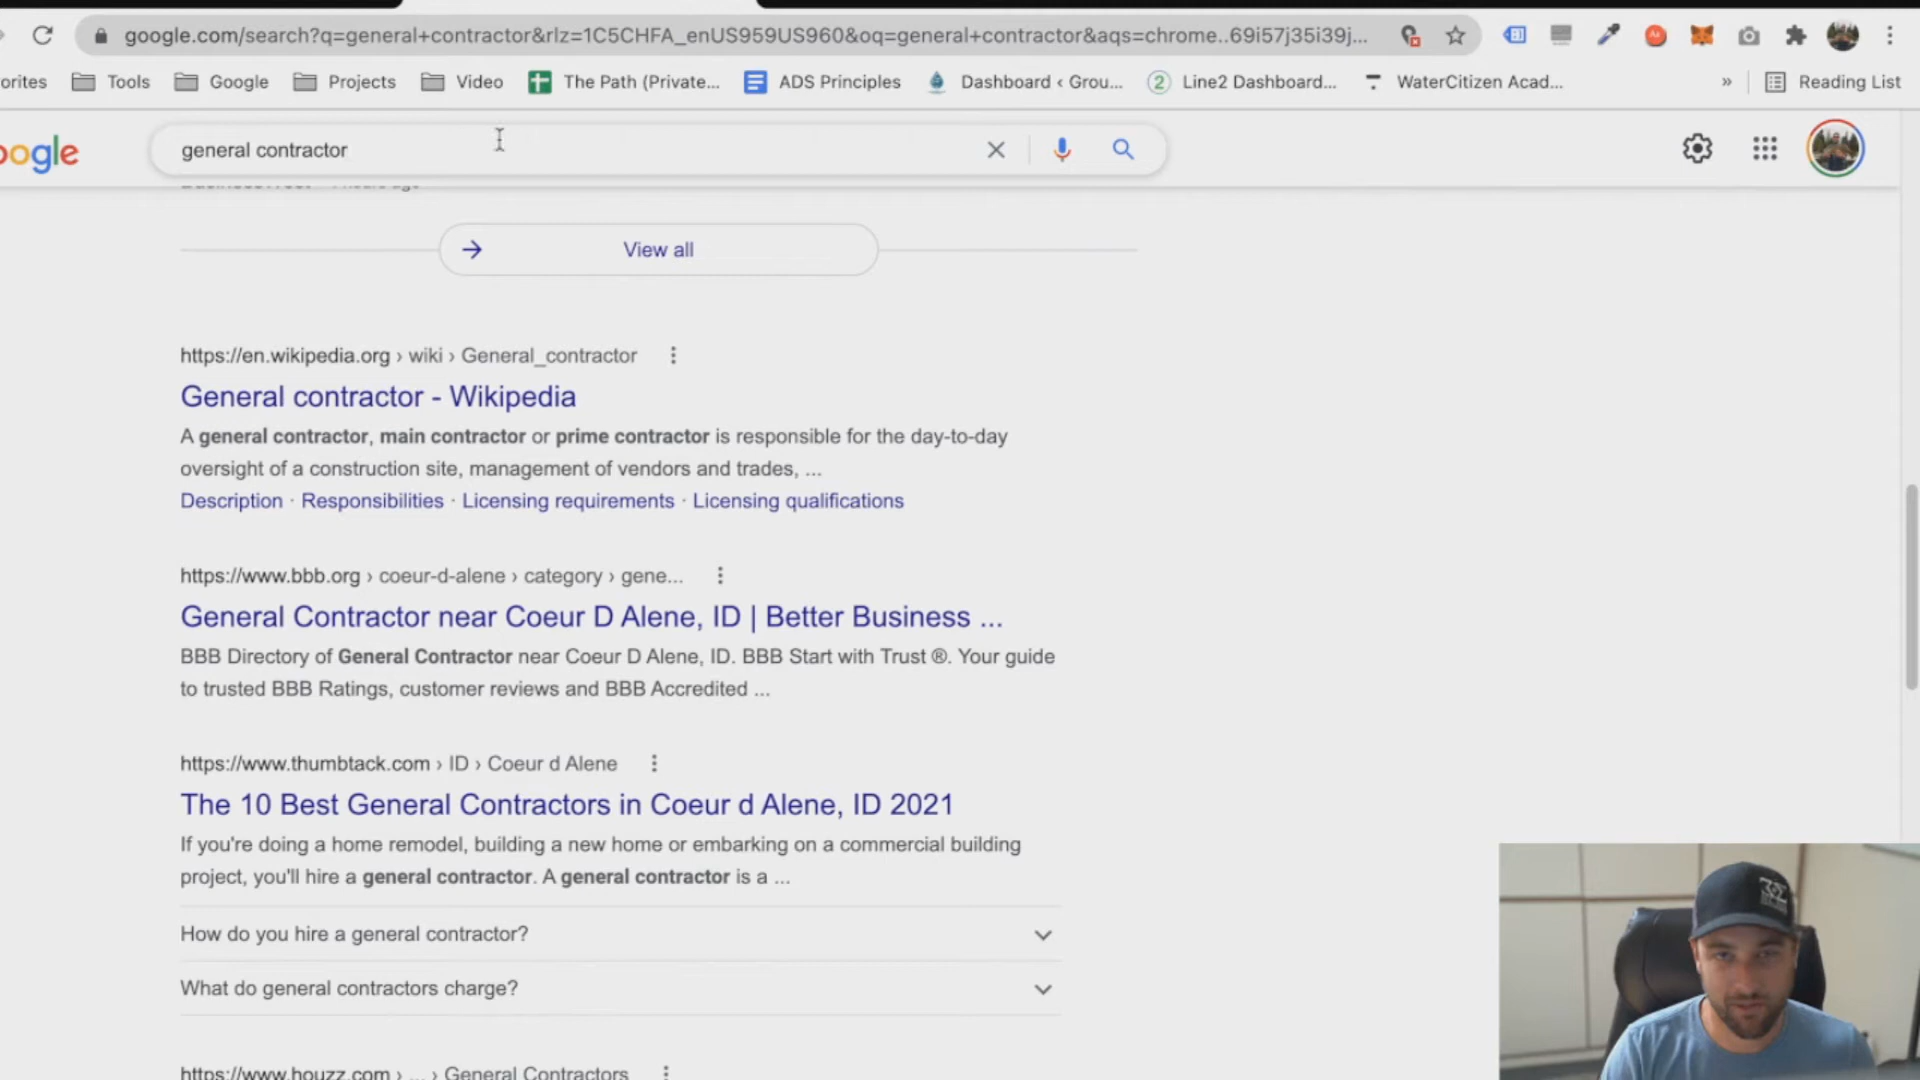 google.com/search?q=general+contractor&rlz=1C5CHFA_enUS959US960&oq=general+contractor&aqs=chrome..69i57j35i39j...
orites Tools Google Projects Video The Path (Private... ADS Principles Dashboard ‹ Grou... 2 Line2 Dashboard... WaterCitizen Acad... » Reading List
oogle general contractor
View all
https://en.wikipedia.org › wiki › General_contractor
General contractor - Wikipedia
A general contractor, main contractor or prime contractor is responsible for the day-to-day
oversight of a construction site, management of vendors and trades, ...
Description · Responsibilities · Licensing requirements · Licensing qualifications
https://www.bbb.org › coeur-d-alene › category › gene...
General Contractor near Coeur D Alene, ID | Better Business ...
BBB Directory of General Contractor near Coeur D Alene, ID. BBB Start with Trust ®. Your guide
to trusted BBB Ratings, customer reviews and BBB Accredited ...
https://www.thumbtack.com › ID › Coeur d Alene
The 10 Best General Contractors in Coeur d Alene, ID 2021
If you're doing a home remodel, building a new home or embarking on a commercial building
project, you'll hire a general contractor. A general contractor is a ...
How do you hire a general contractor?
What do general contractors charge?
https://www.houzz.com › ... › General Contractors